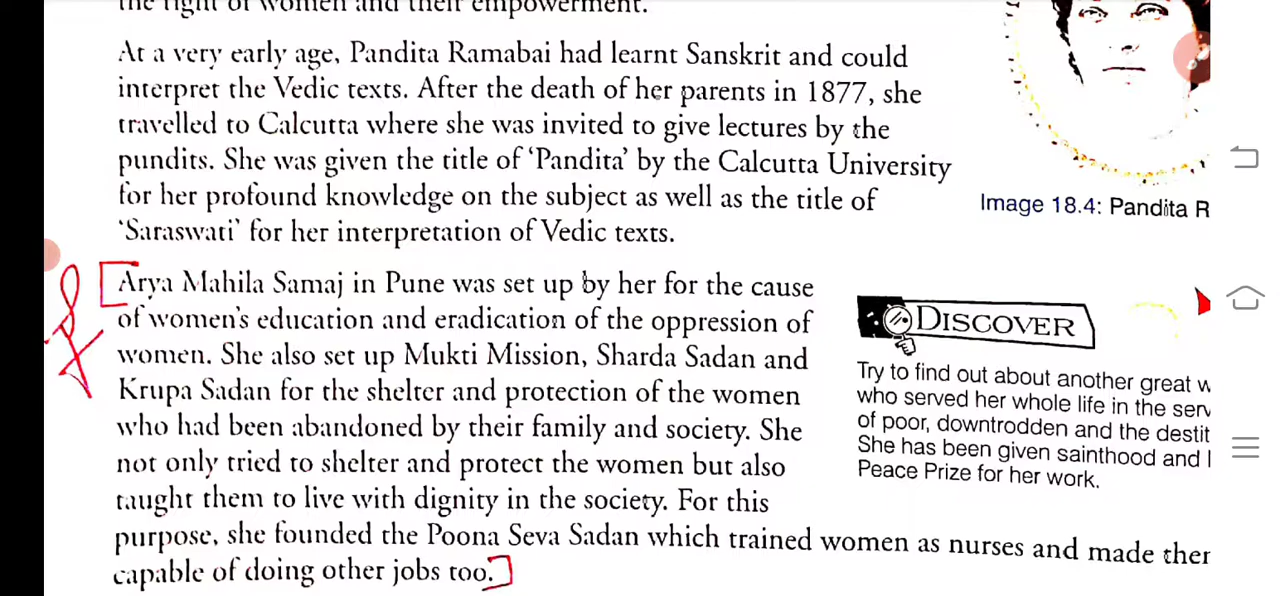 the right of women and their empowerment.
At a very early age, Pandita Ramabai had learnt Sanskrit and could
interpret the Vedic texts. After the death of her parents in 1877, she
travelled to Calcutta where she was invited to give lectures by the
pundits. She was given the title of ‘Pandita’ by the Calcutta University
for her profound knowledge on the subject as well as the title of
‘Saraswati’ for her interpretation of Vedic texts.
Image 18.4: Pandita R
Arya Mahila Samaj in Pune was set up by her for the cause
of women's education and eradication of the oppression of
women. She also set up Mukti Mission, Sharda Sadan and
Krupa Sadan for the shelter and protection of the women
who had been abandoned by their family and society. She
not only tried to shelter and protect the women but also
taught them to live with dignity in the society. For this
purpose, she founded the Poona Seva Sadan which trained women as nurses and made
capable of doing other jobs too.
DISCOVER
Try to find out about another great
who served her whole life in the
of poor, downtrodden and the
She has been given sainthood and
Peace Prize for her work.